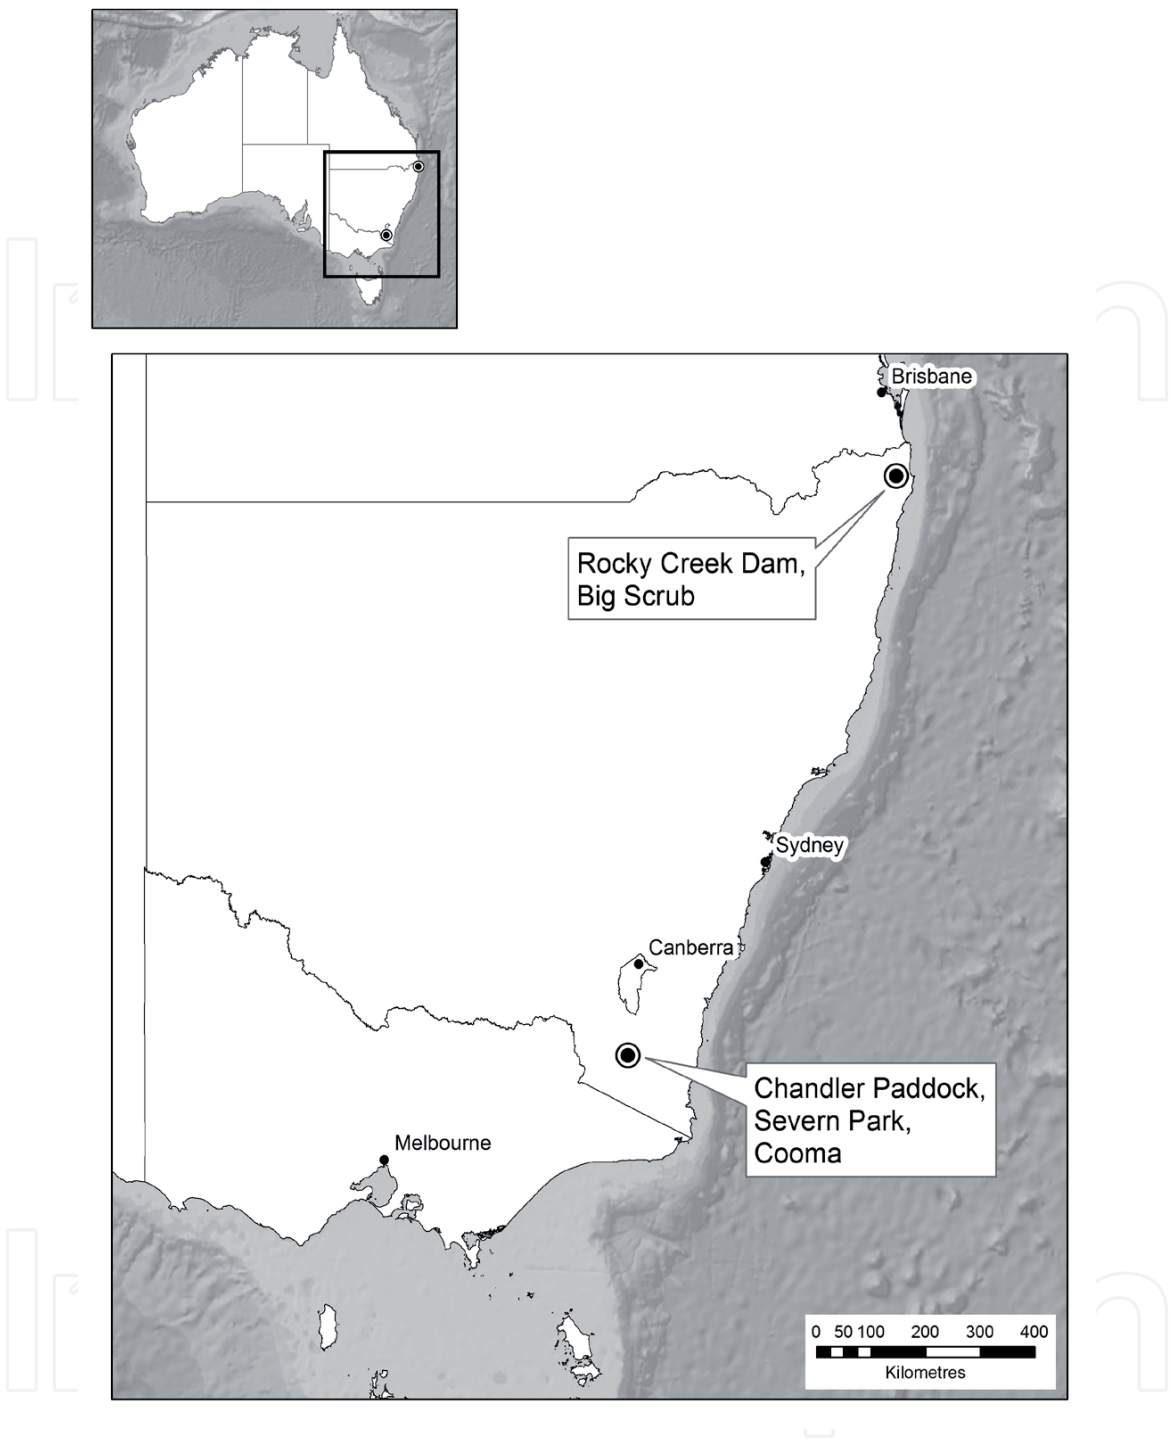 Brisbane
Rocky Creek Dam,
Big Scrub
Sydney
Canberra
Chandler Paddock,
Severn Park,
Cooma
Melbourne
0 50 100 200 300 400
Kilometres